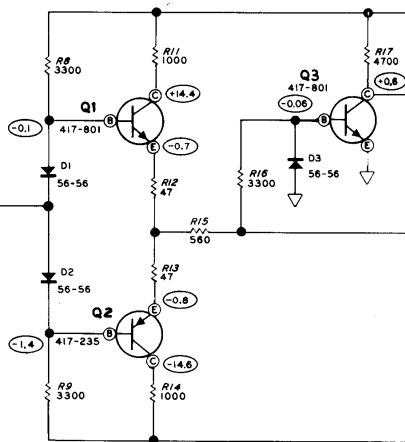 R8
3300
R11
1000
R17
4700
Q1
Q3
417-801
C
+14.4
C
+0.6
-0.06
-0.1
B
417-801
B
E
-0.7
E
D1
56-56
R12
47
R16
3300
D3
56-56
R15
560
D2
56-56
R13
47
E
-0.8
Q2
B
-1.4
417-235
C
-14.6
R9
3300
R14
1000